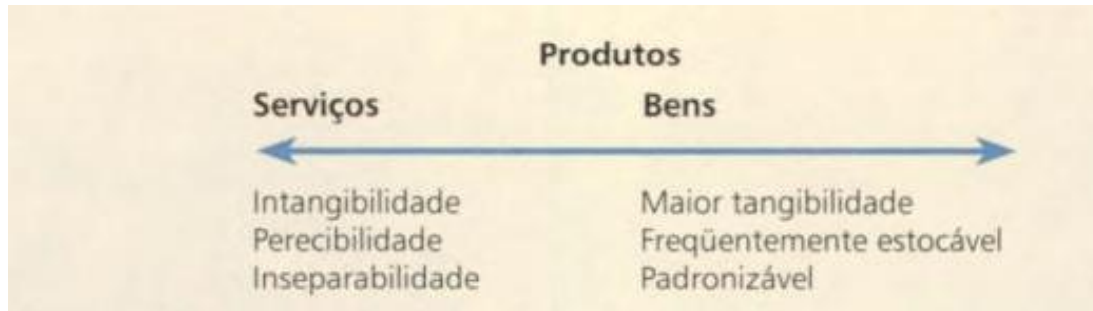 Produtos
Serviços Bens
Intangibilidade Maior tangibilidade
Perecibilidade Freqüentemente estocável
Inseparabilidade Padronizável